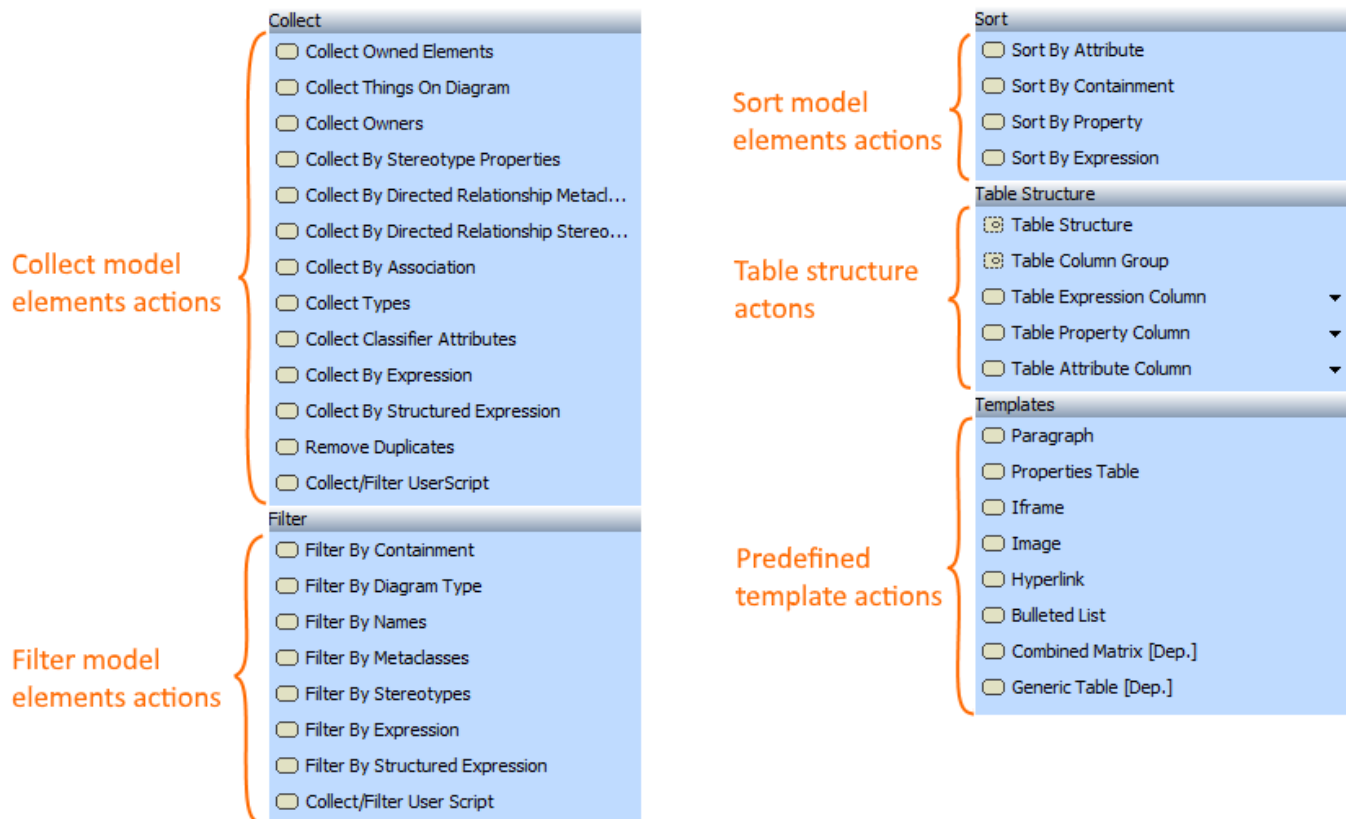 Collect
Collect Owned Elements
Collect Things On Diagram
Collect Owners
Collect By Stereotype Properties
Collect By Directed Relationship Metacl...
Collect By Directed Relationship Stereo...
Collect By Association
Collect Types
Collect Classifier Attributes
Collect By Expression
Collect By Structured Expression
Remove Duplicates
Collect/Filter UserScript
Collect model
elements actions
Filter
Filter By Containment
Filter By Diagram Type
Filter By Names
Filter By Metaclasses
Filter By Stereotypes
Filter By Expression
Filter By Structured Expression
Collect/Filter User Script
Filter model
elements actions
Sort
Sort By Attribute
Sort By Containment
Sort By Property
Sort By Expression
Sort model
elements actions
Table Structure
Table Structure
Table Column Group
Table Expression Column
Table Property Column
Table Attribute Column
Table structure
actons
Templates
Paragraph
Properties Table
Iframe
Image
Hyperlink
Bulleted List
Combined Matrix [Dep.]
Generic Table [Dep.]
Predefined
template actions